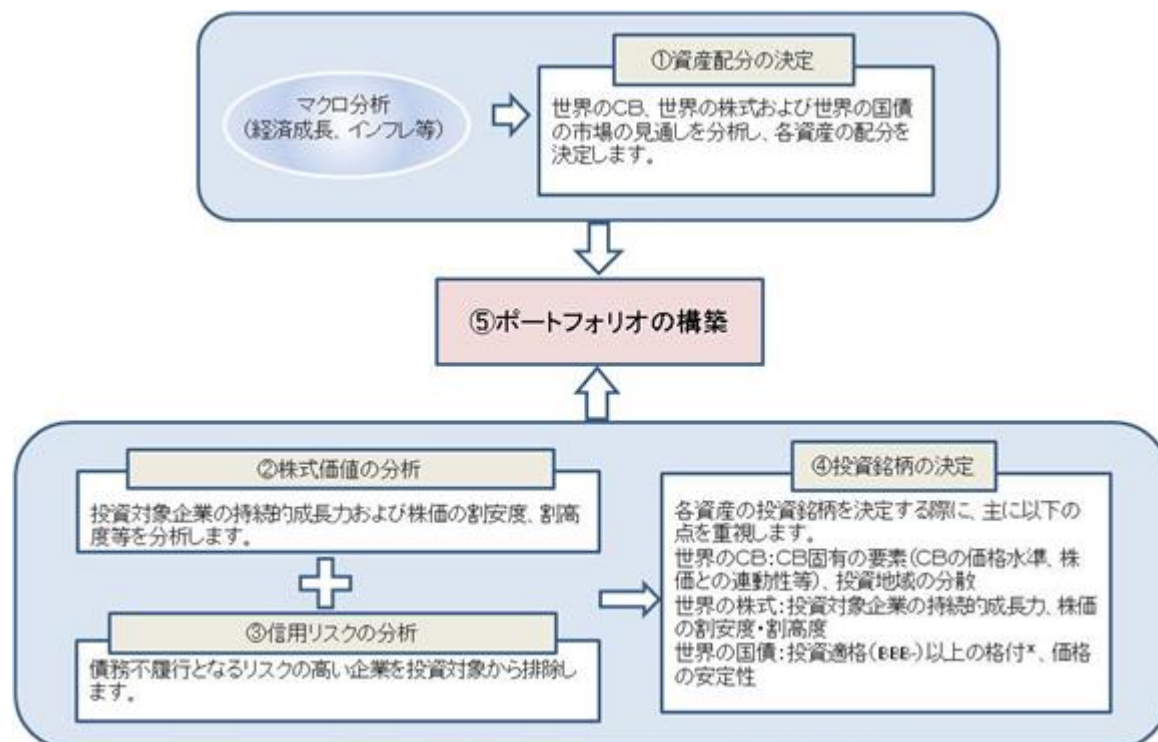 マクロ分析
(経済成長、インフレ等)
①資産配分の決定
世界のCB、世界の株式および世界の国債
の市場の見通しを分析し、各資産の配分を
決定します。
⑤ポートフォリオの構築
②株式価値の分析
投資対象企業の持続的成長力および株価の割安度、割高
度等を分析します。
③信用リスクの分析
債務不履行となるリスクの高い企業を投資対象から排除し
ます。
④投資銘柄の決定
各資産の投資銘柄を決定する際に、主に以下の
点を重視します。
世界のCB:CB固有の要素(CBの価格水準、株
価との連動性等)、投資地域の分散
世界の株式:投資対象企業の持続的成長力、株価
の割安度・割高度
世界の国債:投資適格(BBB-)以上の格付*、価格
の安定性